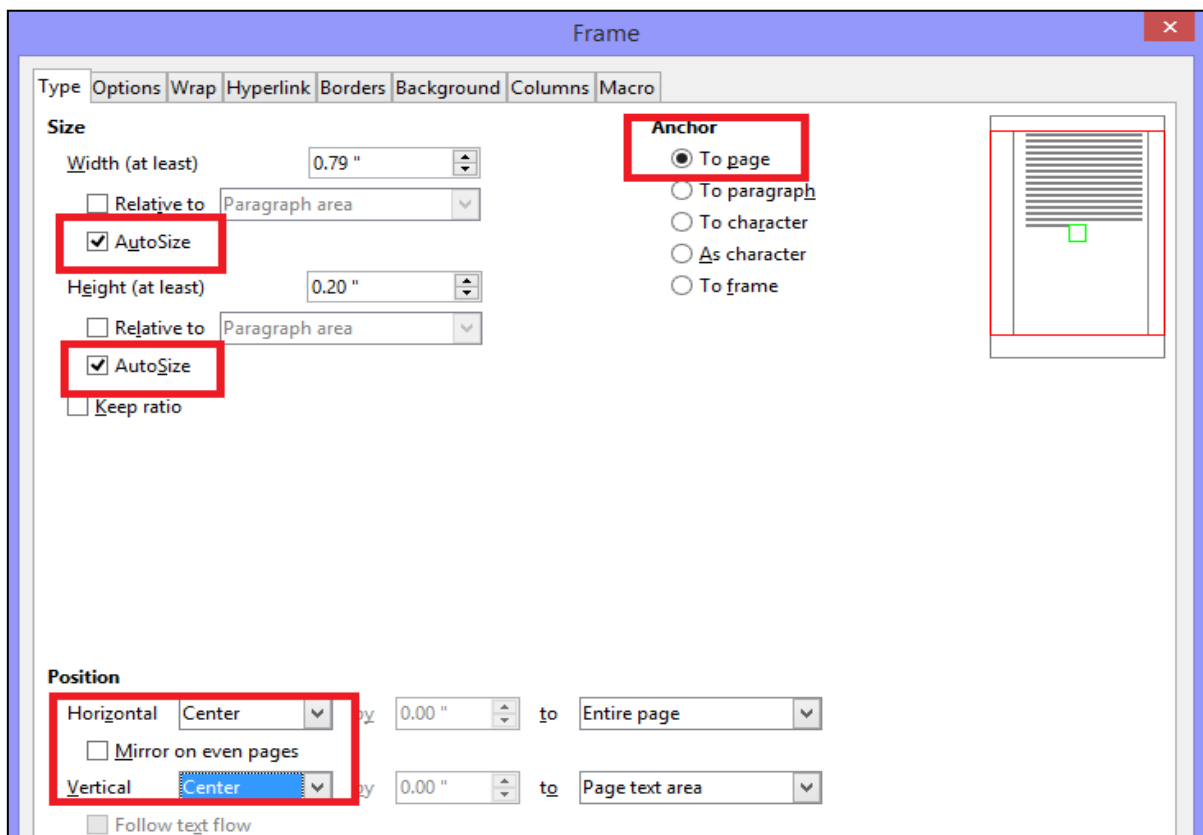 Frame
Type Options Wrap Hyperlink Borders Background Columns Macro
Size
Width (at least) 0.79 "
Relative to Paragraph area
AutoSize
Height (at least) 0.20 "
Relative to Paragraph area
AutoSize
Keep ratio
Anchor
To page
To paragraph
To character
As character
To frame
Position
Horizontal Center by 0.00 " to Entire page
Mirror on even pages
Vertical Center by 0.00 " to Page text area
Follow text flow